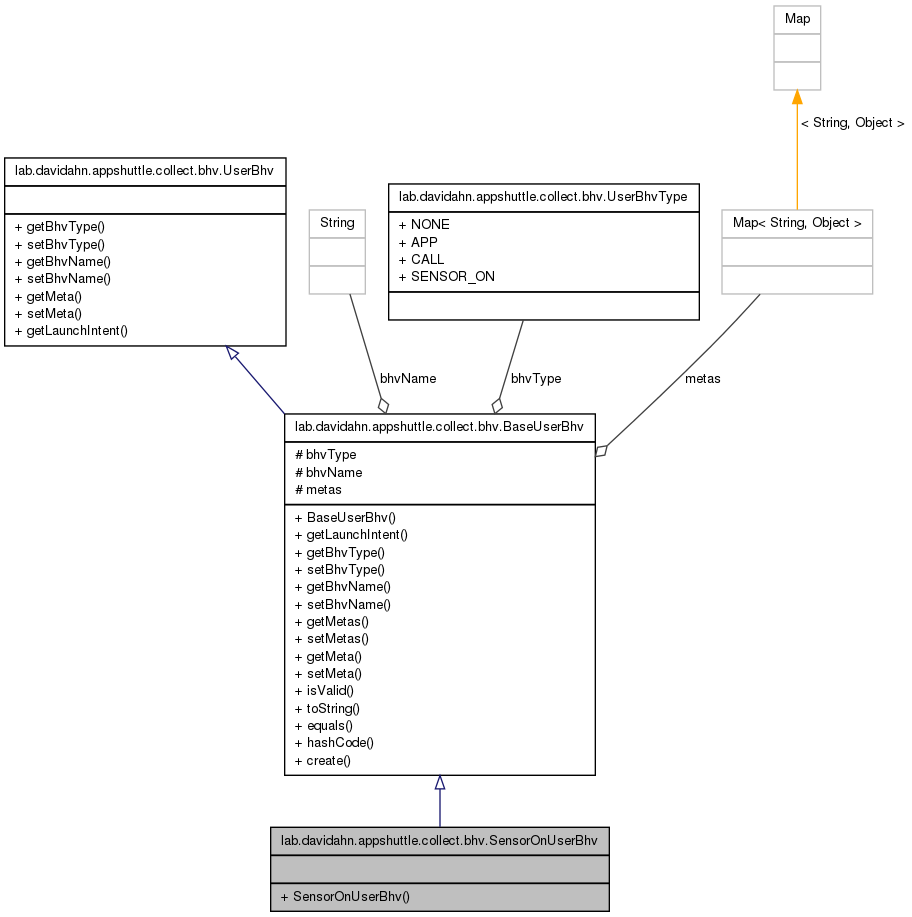 Map
< String, Object >
lab.davidahn.appshuttle.collect.bhv.UserBhv
+ getBhvType()
+ setBhvType()
+ getBhvName()
+ setBhvName()
+ getMeta()
+ setMeta()
+ getLaunchIntent()
String
lab.davidahn.appshuttle.collect.bhv.UserBhvType
+ NONE
+ APP
+ CALL
+ SENSOR_ON
Map< String, Object >
bhvName
bhvType
metas
lab.davidahn.appshuttle.collect.bhv.BaseUserBhv
# bhvType
# bhvName
# metas
+ BaseUserBhv()
+ getLaunchIntent()
+ getBhvType()
+ setBhvType()
+ getBhvName()
+ setBhvName()
+ getMetas()
+ setMetas()
+ getMeta()
+ setMeta()
+ isValid()
+ toString()
+ equals()
+ hashCode()
+ create()
lab.davidahn.appshuttle.collect.bhv.SensorOnUserBhv
+ SensorOnUserBhv()